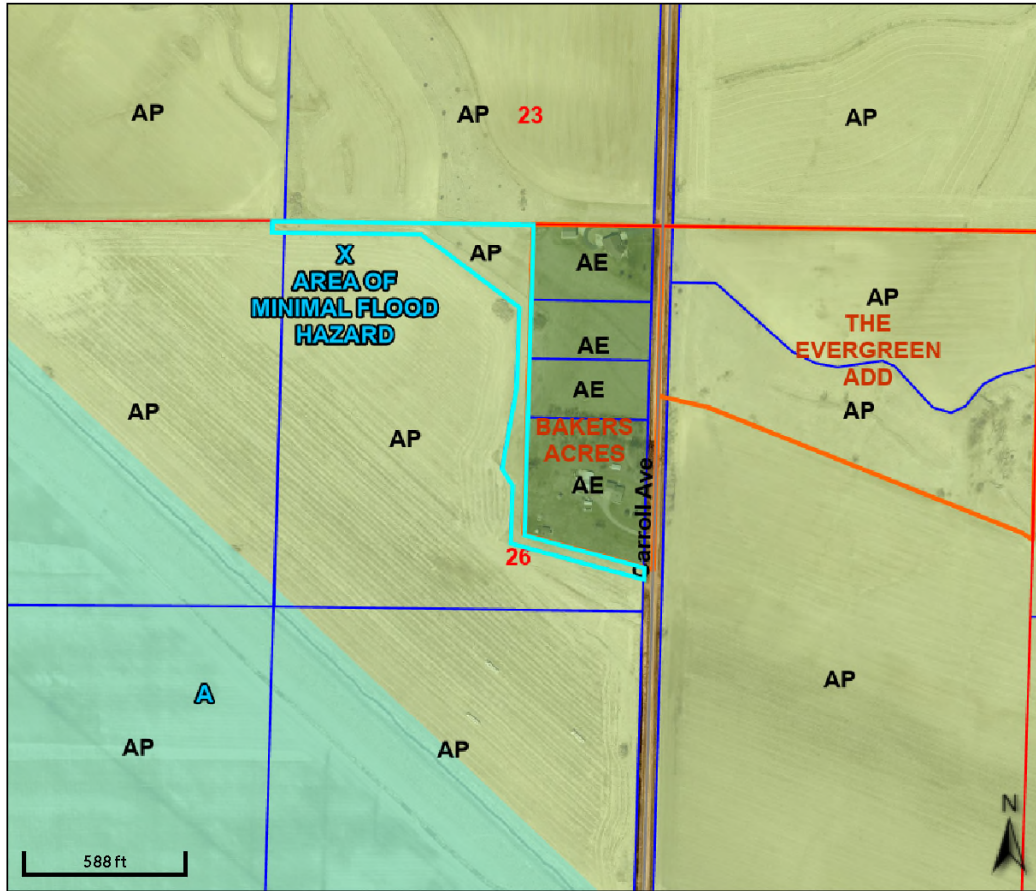 AP
AP
23
AP
X
AREA OF
MINIMAL FLOOD
HAZARD
AP
AE
AP
THE
EVERGREEN
ADD
AE
AE
AP
AP
AP
BAKERS
ACRES
AE
Carroll Ave
26
A
AP
AP
AP
588 ft
N